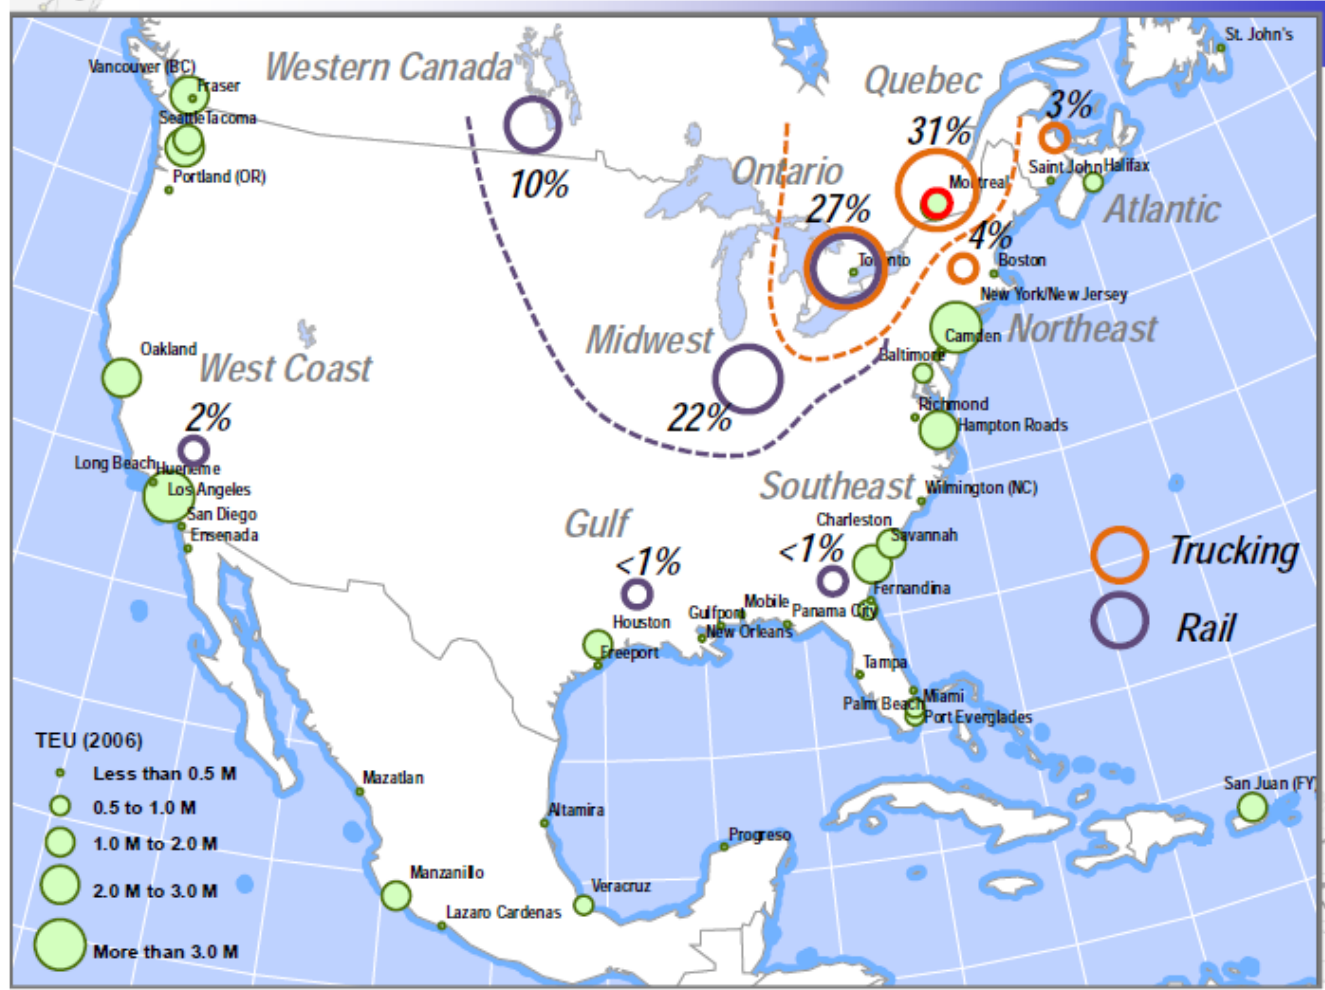 St. John's
Vancouver (BC)
Western Canada
Quebec
Fraser
3%
SeattleTacoma
31%
Ontario
Saint John
Halifax
Portland (OR)
10%
Montreal
27%
Atlantic
4%
Toronto
Boston
New York/New Jersey
Midwest
Camden
Northeast
Oakland
West Coast
Baltimore
2%
22%
Richmond
Hampton Roads
Long Beach
Hueneme
Los Angeles
Southeast
Wilmington (NC)
San Diego
Gulf
Charleston
Ensenada
Savannah
<1%
<1%
Trucking
Fernandina
Houston
Gulfport
Mobile
Panama City
Rail
New Orleans
Freeport
Tampa
Miami
Palm Beach
Port Everglades
TEU (2006)
Less than 0.5 M
0.5 to 1.0 M
1.0 M to 2.0 M
2.0 M to 3.0 M
More than 3.0 M
Mazatlan
San Juan (FY)
Altamira
Progreso
Manzanillo
Veracruz
Lazaro Cardenas